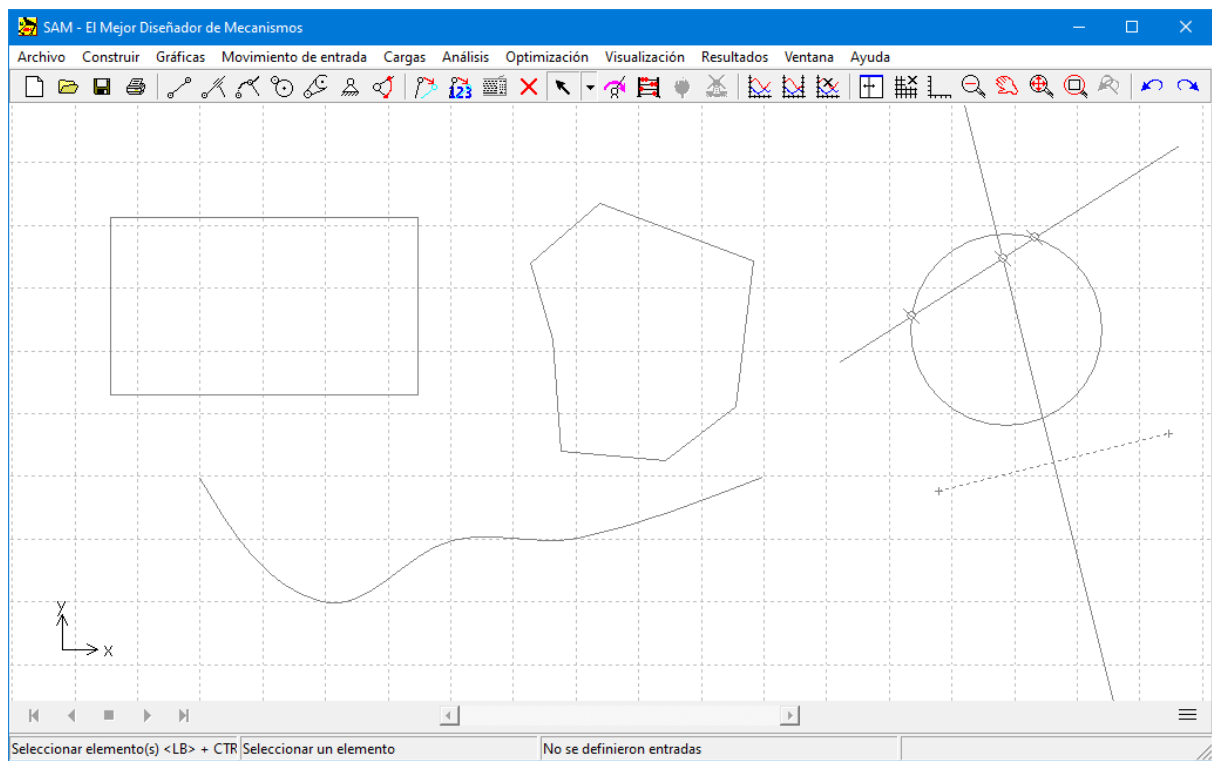 SAM - El Mejor Diseñador de Mecanismos
Archivo Construir Gráficas Movimiento de entrada Cargas Análisis Optimización Visualización Resultados Ventana Ayuda
123
y
x
Seleccionar elemento(s) <LB> + CTR Seleccionar un elemento No se definieron entradas